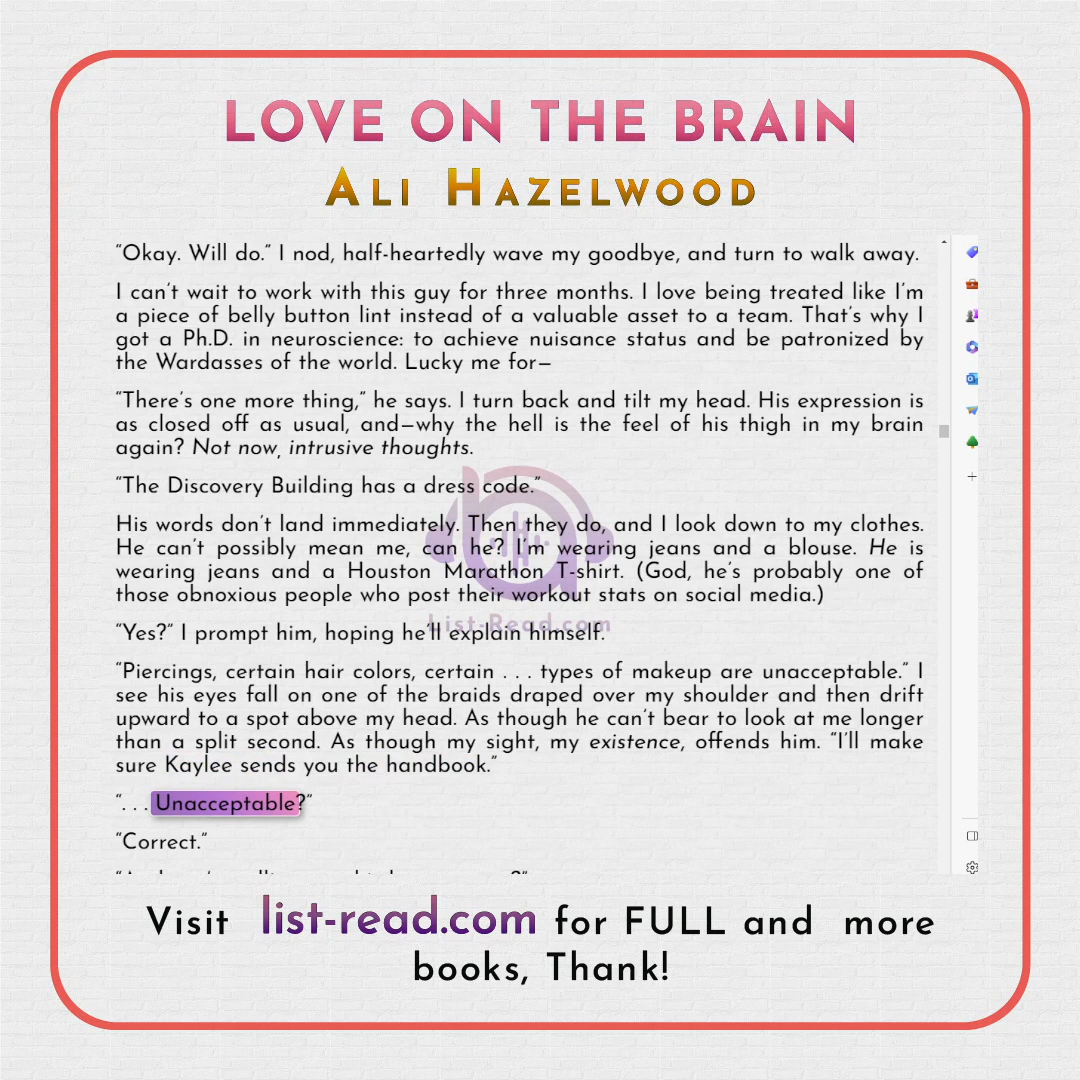 LOVE ON THE BRAIN
ALI HAZELWOOD
“Okay. Will do.” I nod, half-heartedly wave my goodbye, and turn to walk away.
I can’t wait to work with this guy for three months. I love being treated like I’m
a piece of belly button lint instead of a valuable asset to a team. That’s why I
got a Ph.D. in neuroscience: to achieve nuisance status and be patronized by
the Wardasses of the world. Lucky me for—
“There’s one more thing,” he says. I turn back and tilt my head. His expression is
as closed off as usual, and—why the hell is the feel of his thigh in my brain
again? Not now, intrusive thoughts.
“The Discovery Building has a dress code.”
His words don’t land immediately. Then they do, and I look down to my clothes.
He can’t possibly mean me, can he? I’m wearing jeans and a blouse. He is
wearing jeans and a Houston Marathon T-shirt. (God, he’s probably one of
those obnoxious people who post their workout stats on social media.)
List-Read.com
“Yes?” I prompt him, hoping he’ll explain himself.
“Piercings, certain hair colors, certain . . . types of makeup are unacceptable.” I
see his eyes fall on one of the braids draped over my shoulder and then drift
upward to a spot above my head. As though he can’t bear to look at me longer
than a split second. As though my sight, my existence, offends him. “I’ll make
sure Kaylee sends you the handbook.”
“. . . Unacceptable?”
“Correct.”
Visit list-read.com for FULL and more
books, Thank!